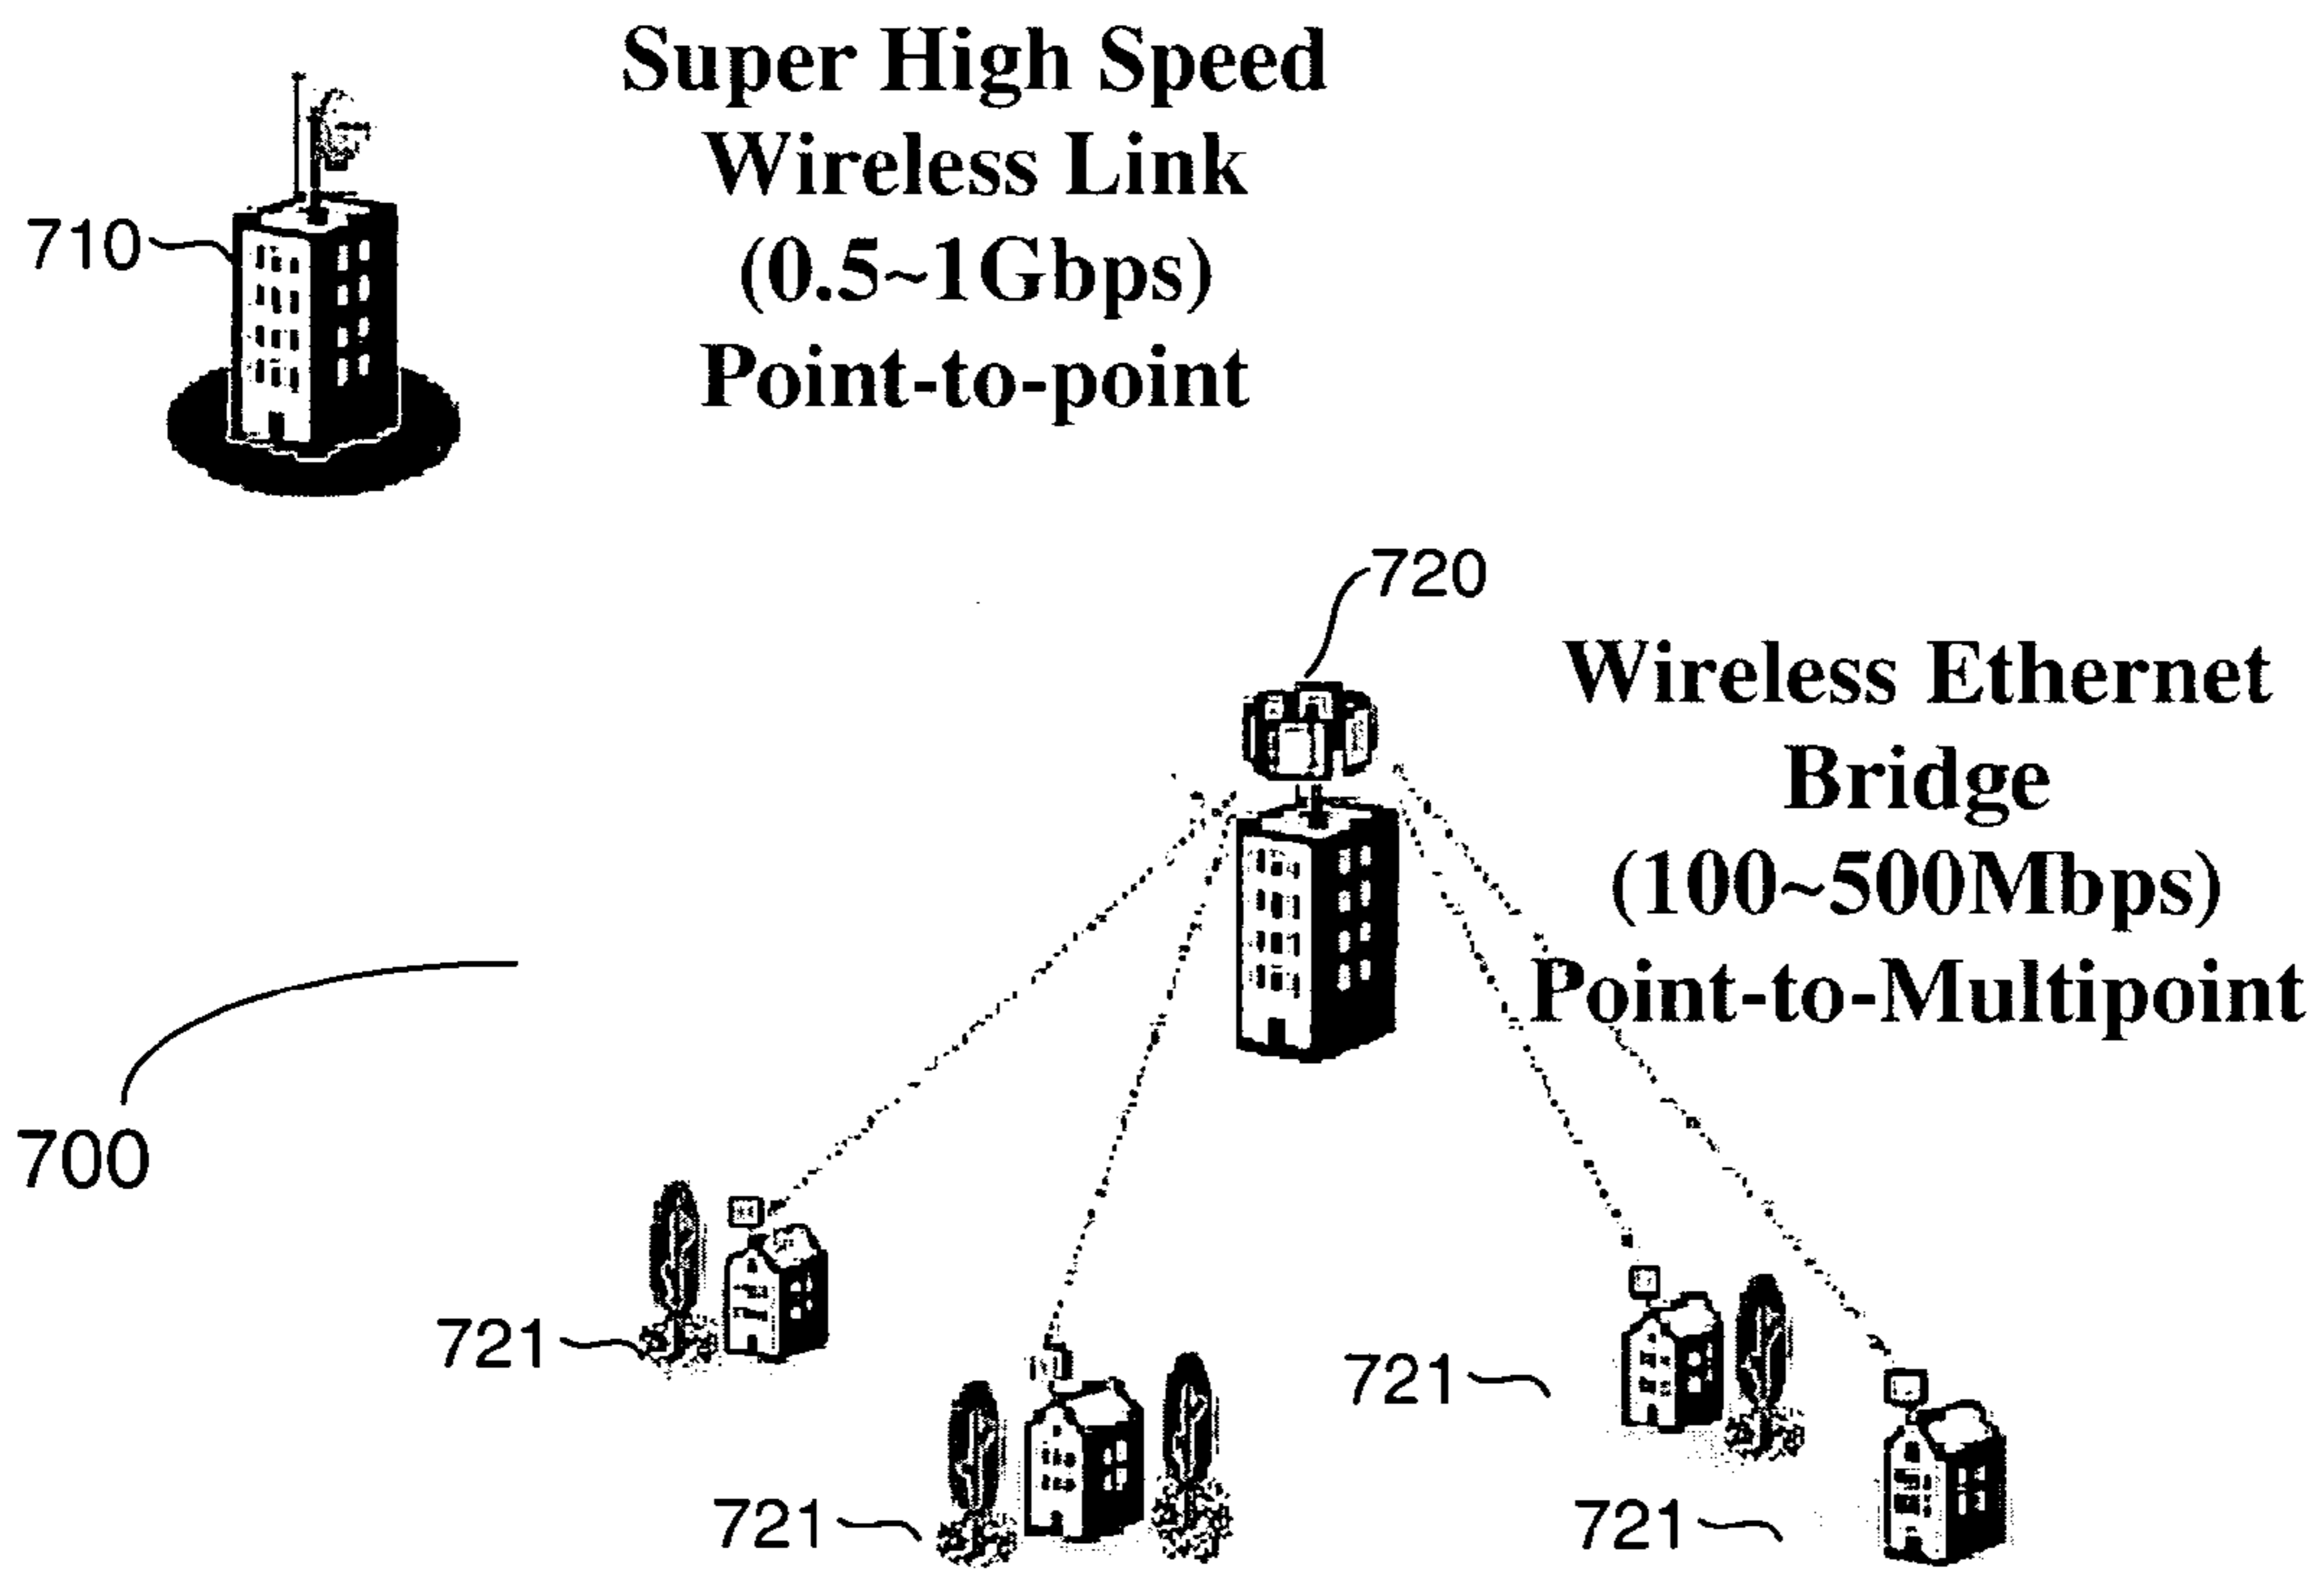 Super High Speed
Wireless Link
(0.5~1Gbps)
Point-to-point
710
720
Wireless Ethernet
Bridge
(100~500Mbps)
Point-to-Multipoint
700
721
721
721
721